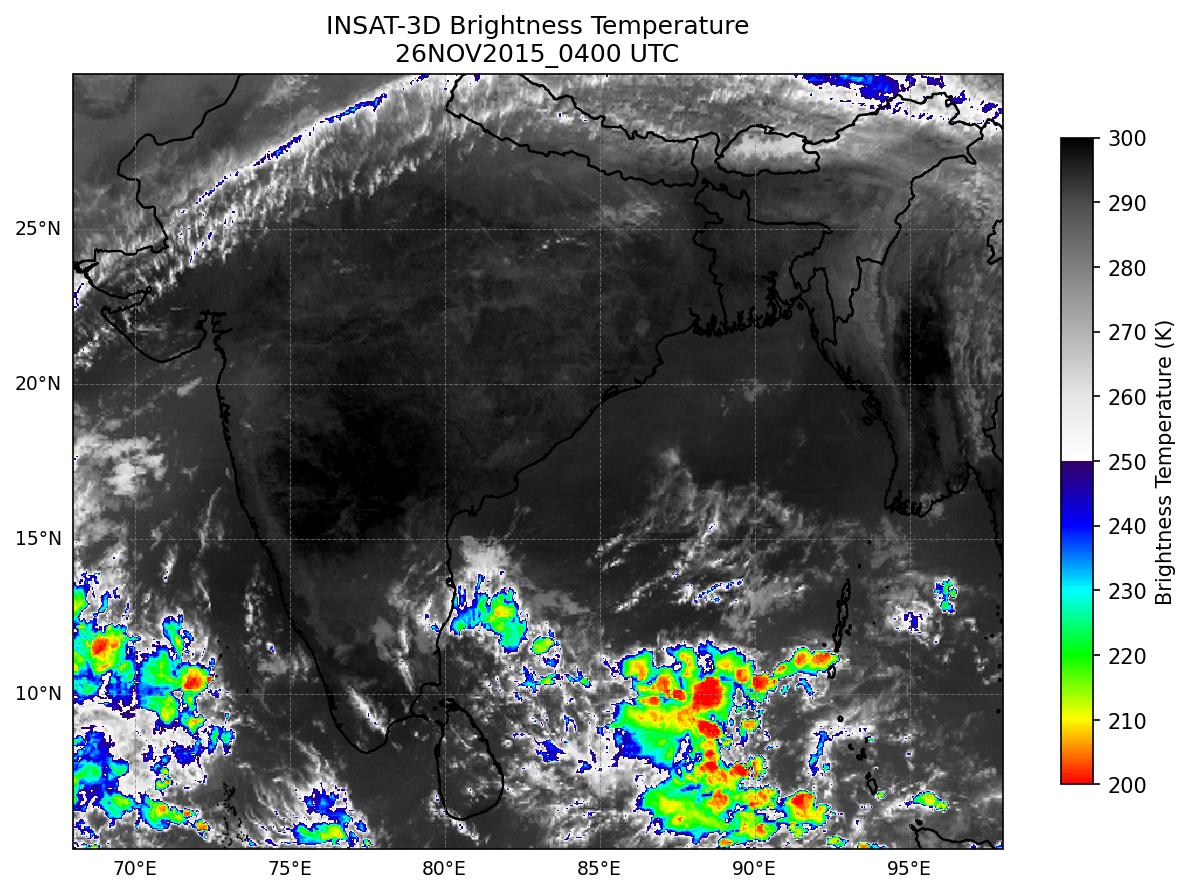 INSAT-3D Brightness Temperature
26NOV2015_0400 UTC
25°N
20°N
15°N
10°N
70°E
75°E
80°E
85°E
90°E
95°E
300
290
280
270
260
250
240
230
220
210
200
Brightness Temperature (K)